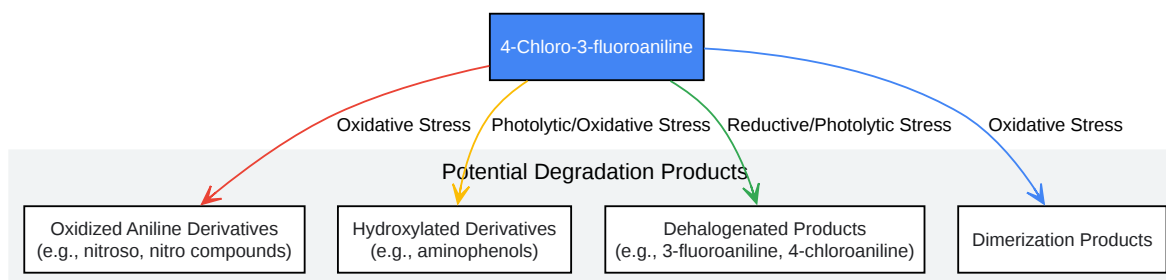 4-Chloro-3-fluoroaniline
Oxidative Stress
Photolytic/Oxidative Stress
Reductive/Photolytic Stress
Oxidative Stress
Potential Degradation Products
Oxidized Aniline Derivatives
(e.g., nitroso, nitro compounds)
Hydroxylated Derivatives
(e.g., aminophenols)
Dehalogenated Products
(e.g., 3-fluoroaniline, 4-chloroaniline)
Dimerization Products